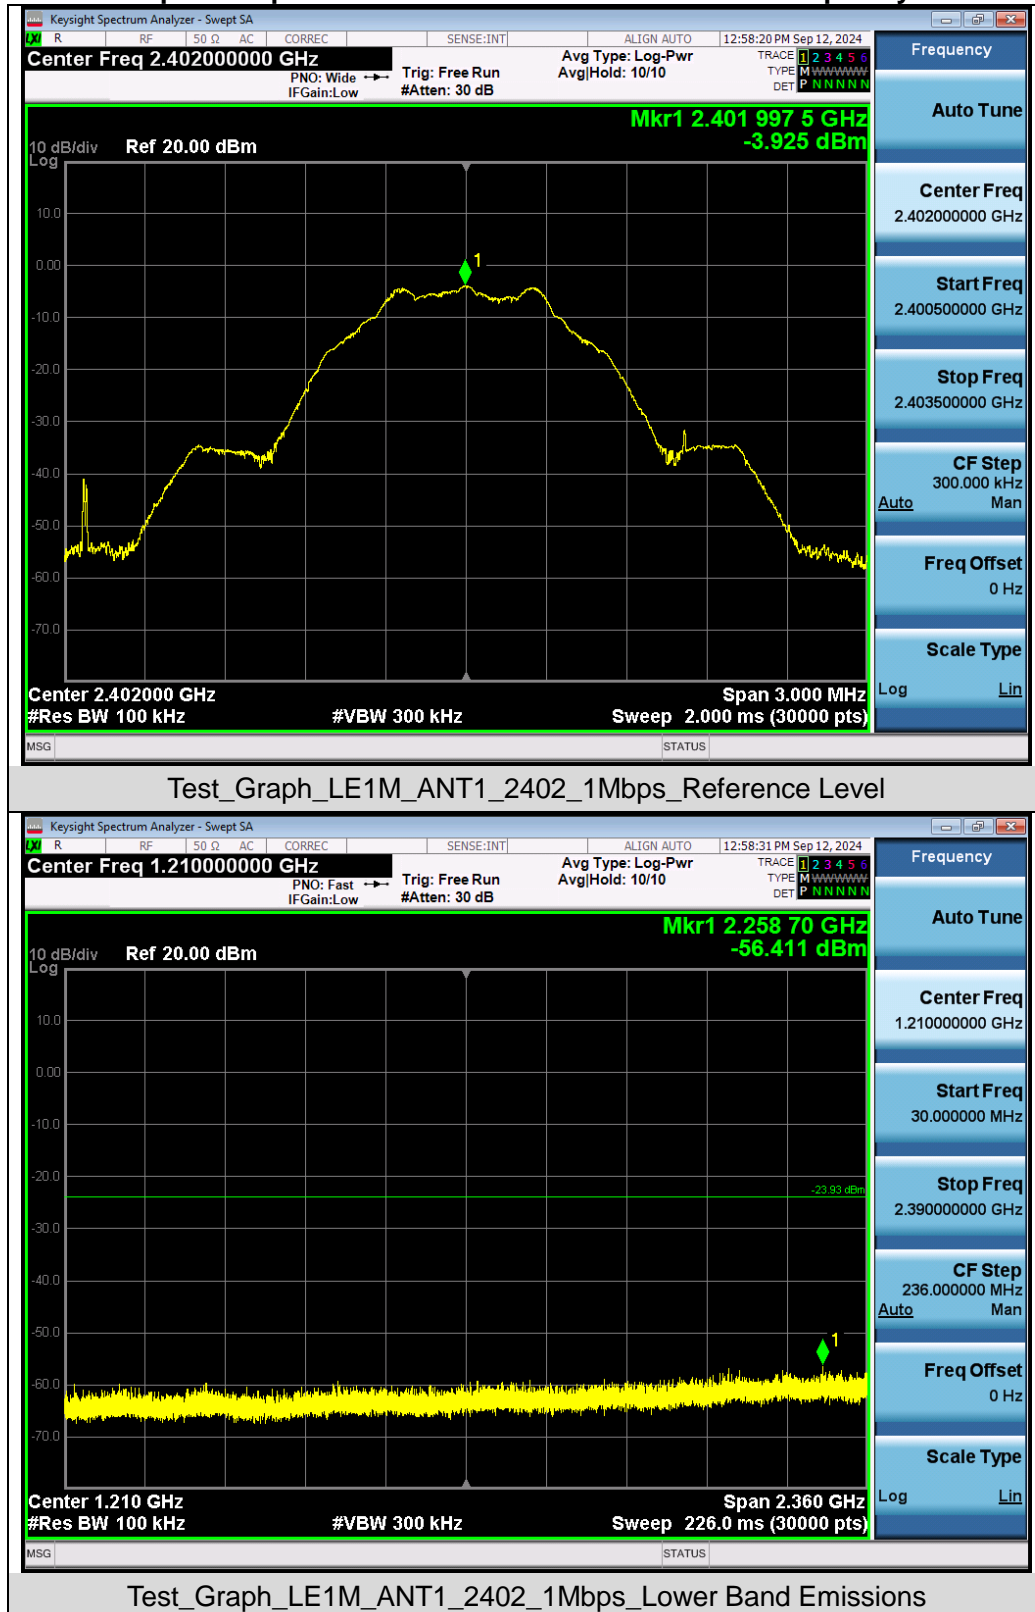 Keysight Spectrum Analyzer - Swept SA
LXI R RF 50 Ω AC CORREC SENSE:INT ALIGN AUTO 12:58:20 PM Sep 12, 2024
Center Freq 2.402000000 GHz
PNO: Wide
IFGain:Low
Trig: Free Run
#Atten: 30 dB
Avg Type: Log-Pwr
Avg|Hold: 10/10
TRACE 1 2 3 4 5 6
TYPE M W W W W W
DET P N N N N N
Mkr1 2.401 997 5 GHz
-3.925 dBm
10 dB/div Ref 20.00 dBm
Log
10.0
0.00
1
-10.0
-20.0
-30.0
-40.0
-50.0
-60.0
-70.0
Center 2.402000 GHz Span 3.000 MHz
#Res BW 100 kHz #VBW 300 kHz Sweep 2.000 ms (30000 pts)
MSG STATUS
Frequency
Auto Tune
Center Freq
2.402000000 GHz
Start Freq
2.400500000 GHz
Stop Freq
2.403500000 GHz
CF Step
300.000 kHz
Auto Man
Freq Offset
0 Hz
Scale Type
Log Lin
Test_Graph_LE1M_ANT1_2402_1Mbps_Reference Level
Keysight Spectrum Analyzer - Swept SA
LXI R RF 50 Ω AC CORREC SENSE:INT ALIGN AUTO 12:58:31 PM Sep 12, 2024
Center Freq 1.210000000 GHz
PNO: Fast
IFGain:Low
Trig: Free Run
#Atten: 30 dB
Avg Type: Log-Pwr
Avg|Hold: 10/10
TRACE 1 2 3 4 5 6
TYPE M W W W W W
DET P N N N N N
Mkr1 2.258 70 GHz
-56.411 dBm
10 dB/div Ref 20.00 dBm
Log
10.0
0.00
-10.0
-20.0
-23.93 dBm
-30.0
-40.0
-50.0
1
-60.0
-70.0
Center 1.210 GHz Span 2.360 GHz
#Res BW 100 kHz #VBW 300 kHz Sweep 226.0 ms (30000 pts)
MSG STATUS
Frequency
Auto Tune
Center Freq
1.210000000 GHz
Start Freq
30.000000 MHz
Stop Freq
2.390000000 GHz
CF Step
236.000000 MHz
Auto Man
Freq Offset
0 Hz
Scale Type
Log Lin
Test_Graph_LE1M_ANT1_2402_1Mbps_Lower Band Emissions